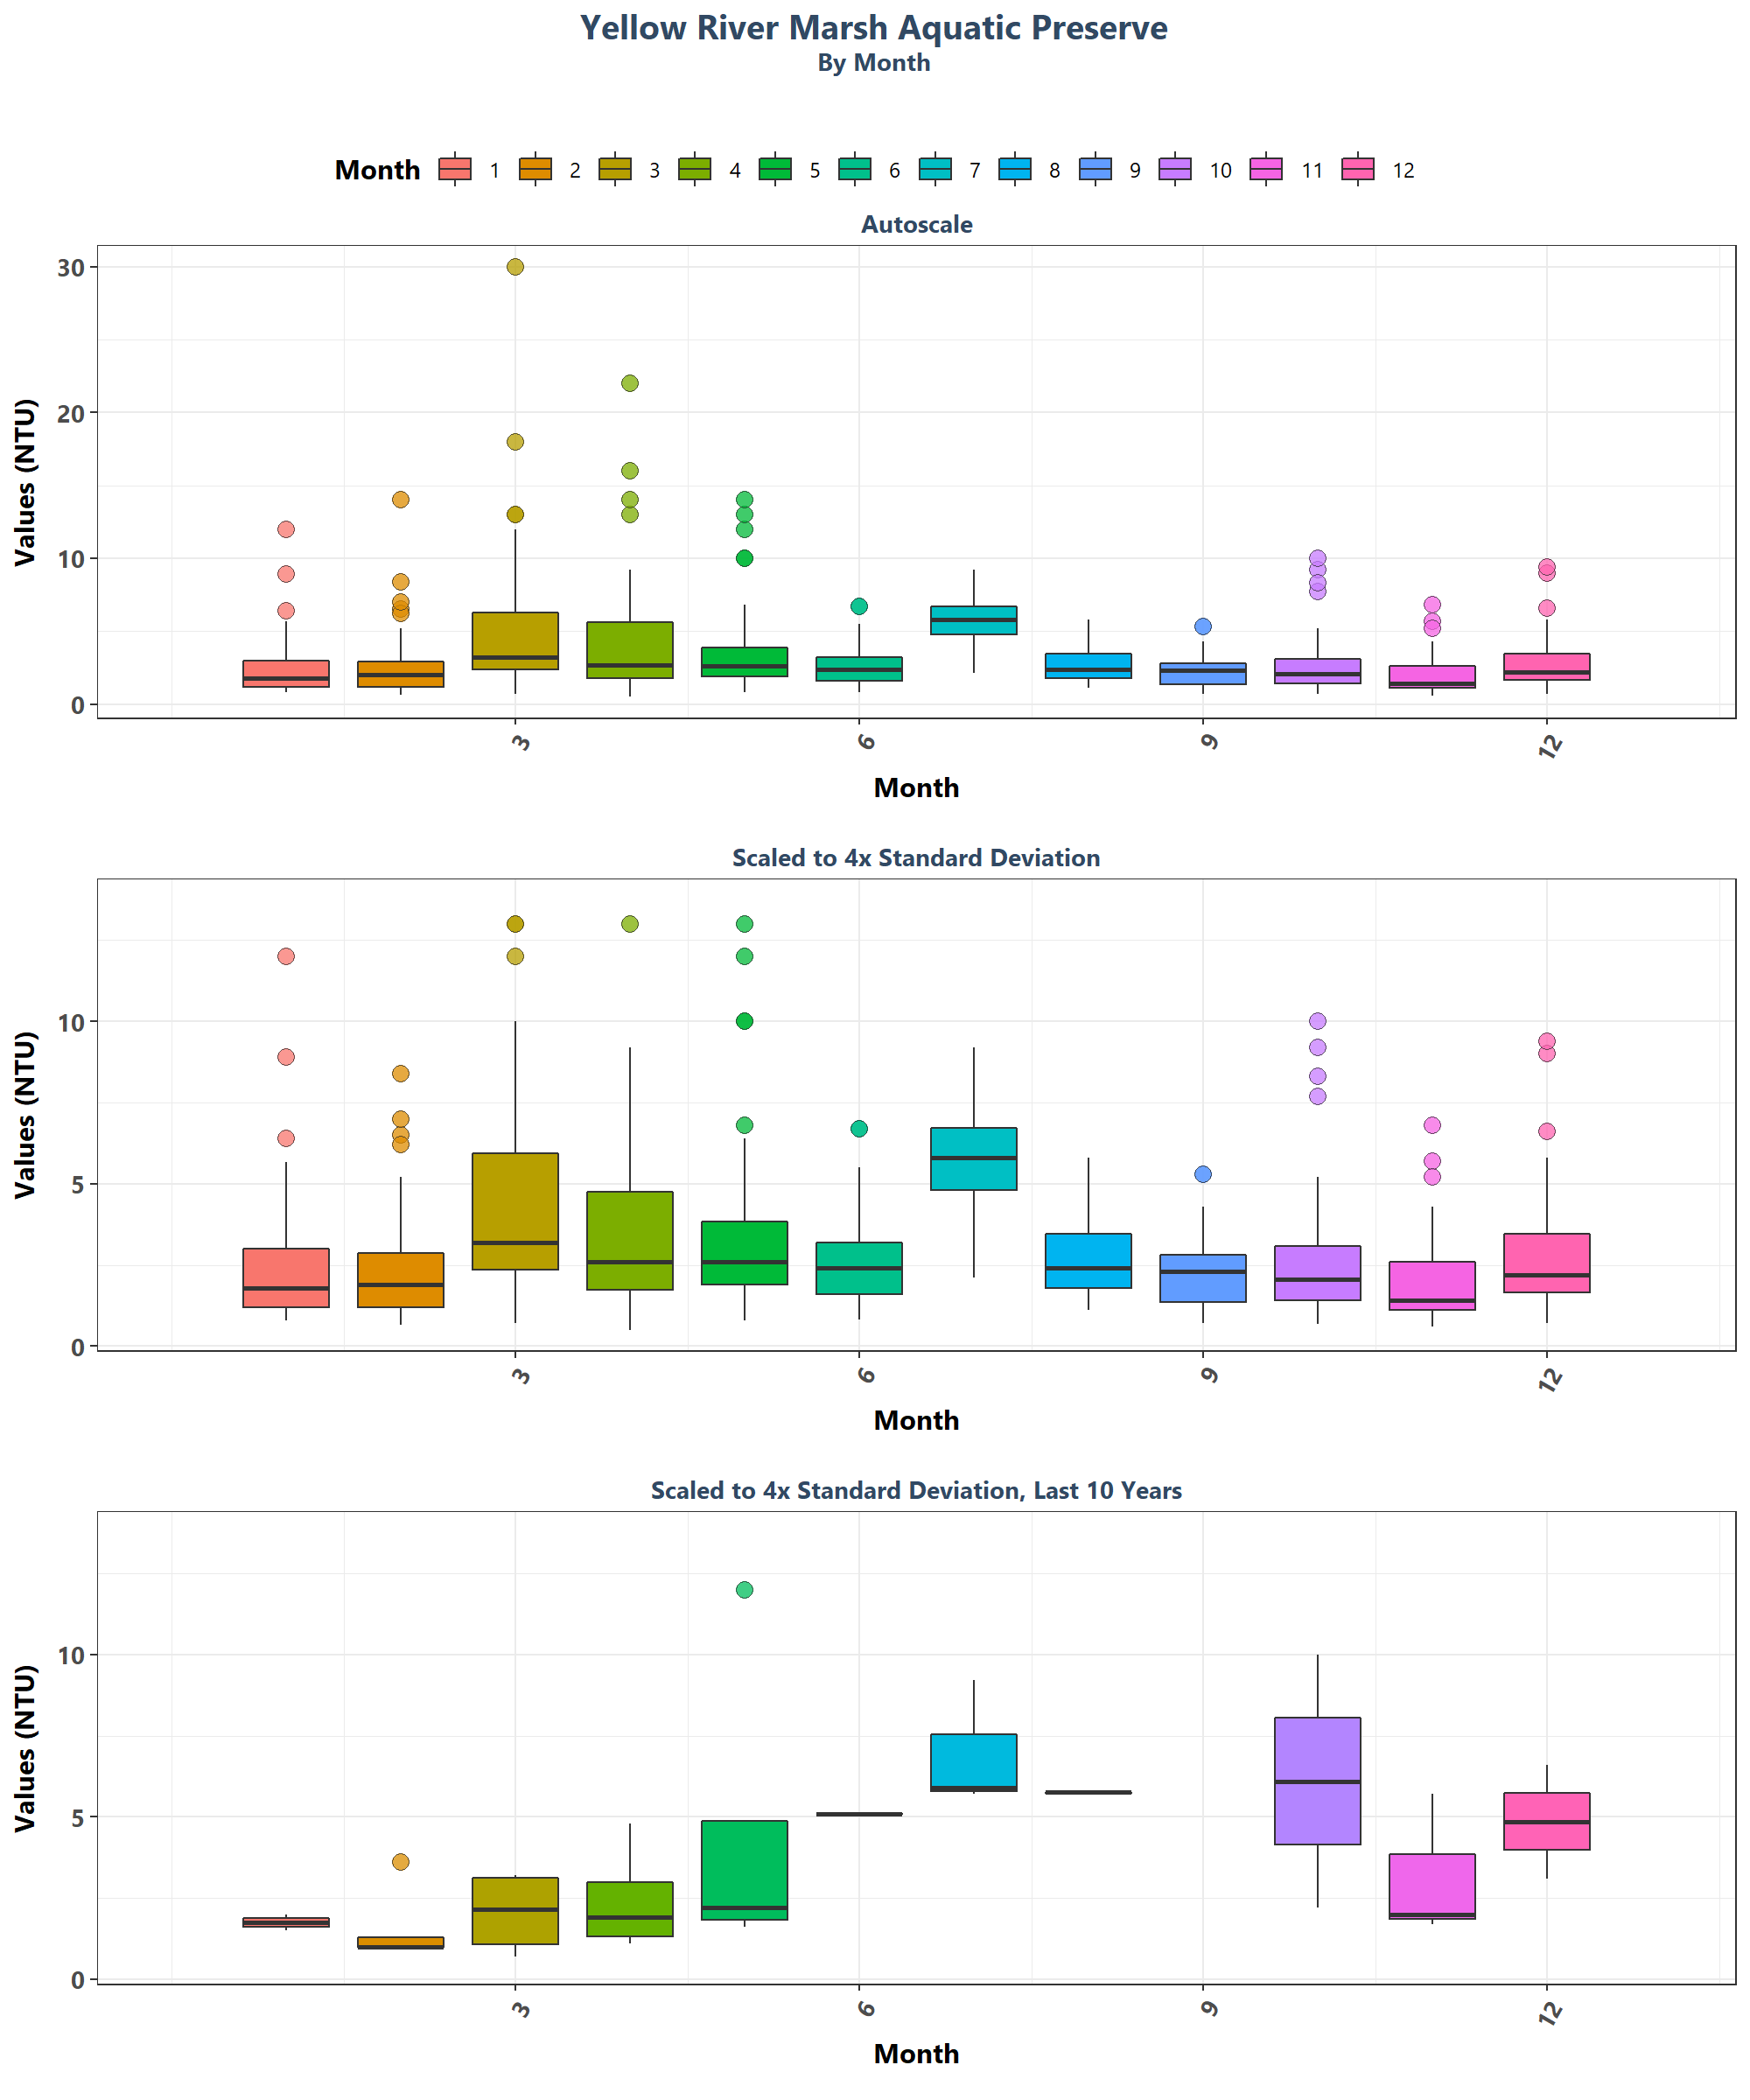 Yellow River Marsh Aquatic Preserve
By Month
Month 1 2 3 4 5 6 7 8 9 10 11 12
Autoscale
Values (NTU)
30
20
10
0
3 6 9 12
Month
Scaled to 4x Standard Deviation
Values (NTU)
10
5
0
3 6 9 12
Month
Scaled to 4x Standard Deviation, Last 10 Years
Values (NTU)
10
5
0
3 6 9 12
Month